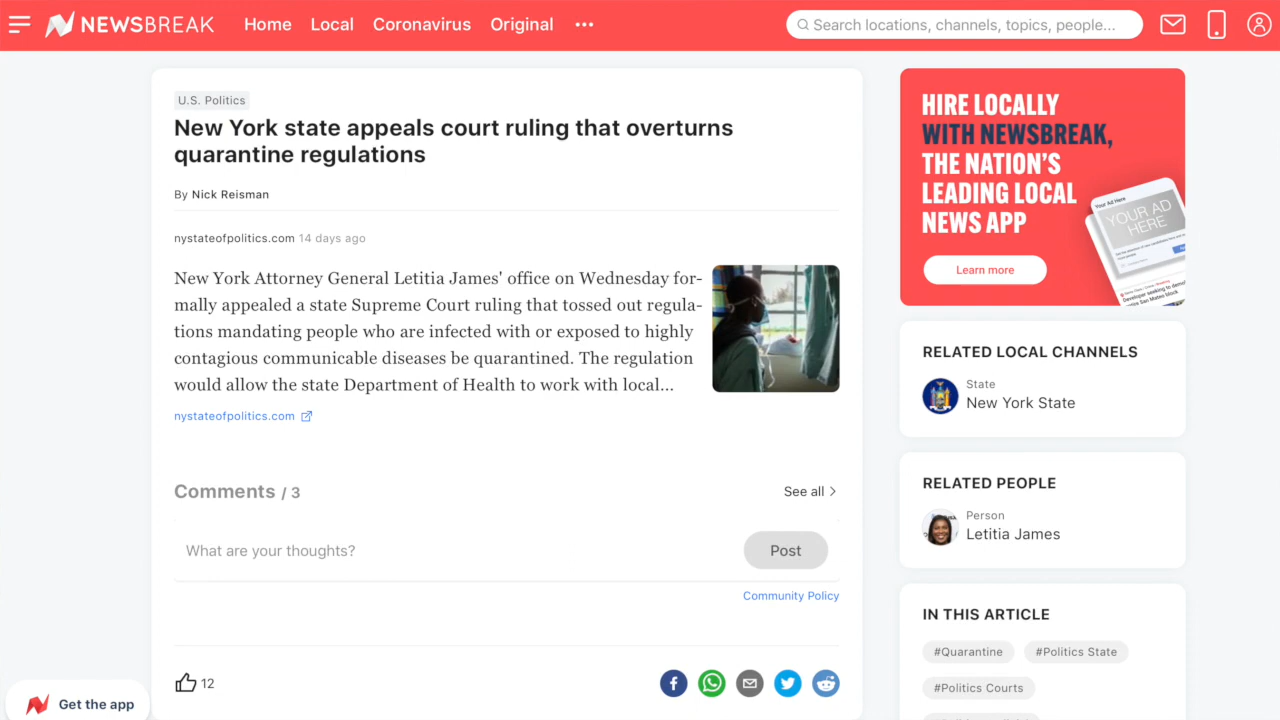 NEWSBREAK
Home Local Coronavirus Original
Search locations, channels, topics, people...
U.S. Politics
New York state appeals court ruling that overturns
quarantine regulations
By Nick Reisman
nystateofpolitics.com 14 days ago
New York Attorney General Letitia James' office on Wednesday for-
mally appealed a state Supreme Court ruling that tossed out regula-
tions mandating people who are infected with or exposed to highly
contagious communicable diseases be quarantined. The regulation
would allow the state Department of Health to work with local...
nystateofpolitics.com
Comments / 3
See all
What are your thoughts?
Post
Community Policy
12
Get the app
HIRE LOCALLY
WITH NEWSBREAK,
THE NATION'S
LEADING LOCAL
NEWS APP
Learn more
Your Ad Here
YOUR AD
HERE
RELATED LOCAL CHANNELS
State
New York State
RELATED PEOPLE
Person
Letitia James
IN THIS ARTICLE
#Quarantine
#Politics State
#Politics Courts